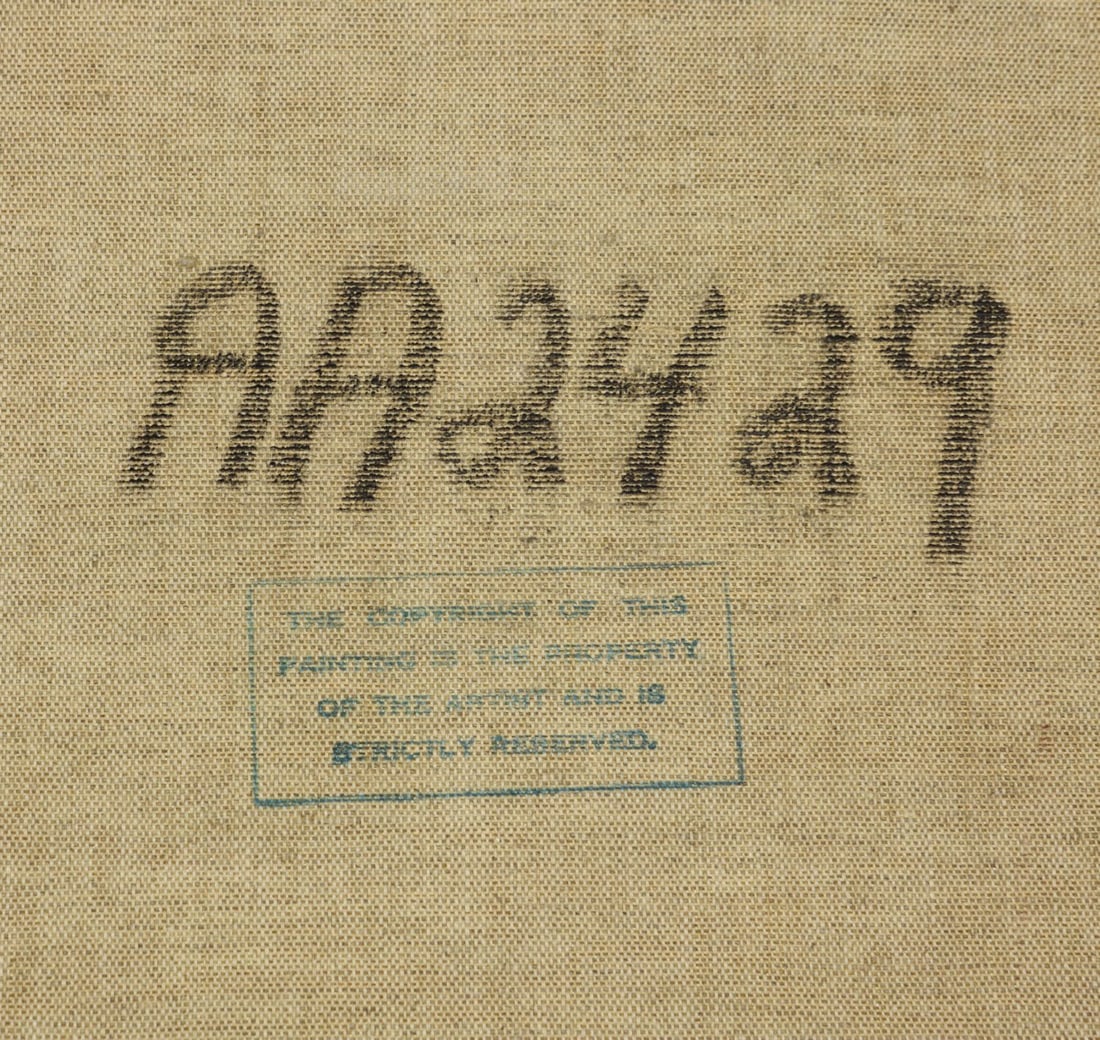 AA2429
THE COPYRIGHT OF THIS
PAINTING IS THE PROPERTY
OF THE ARTIST AND IS
STRICTLY RESERVED.